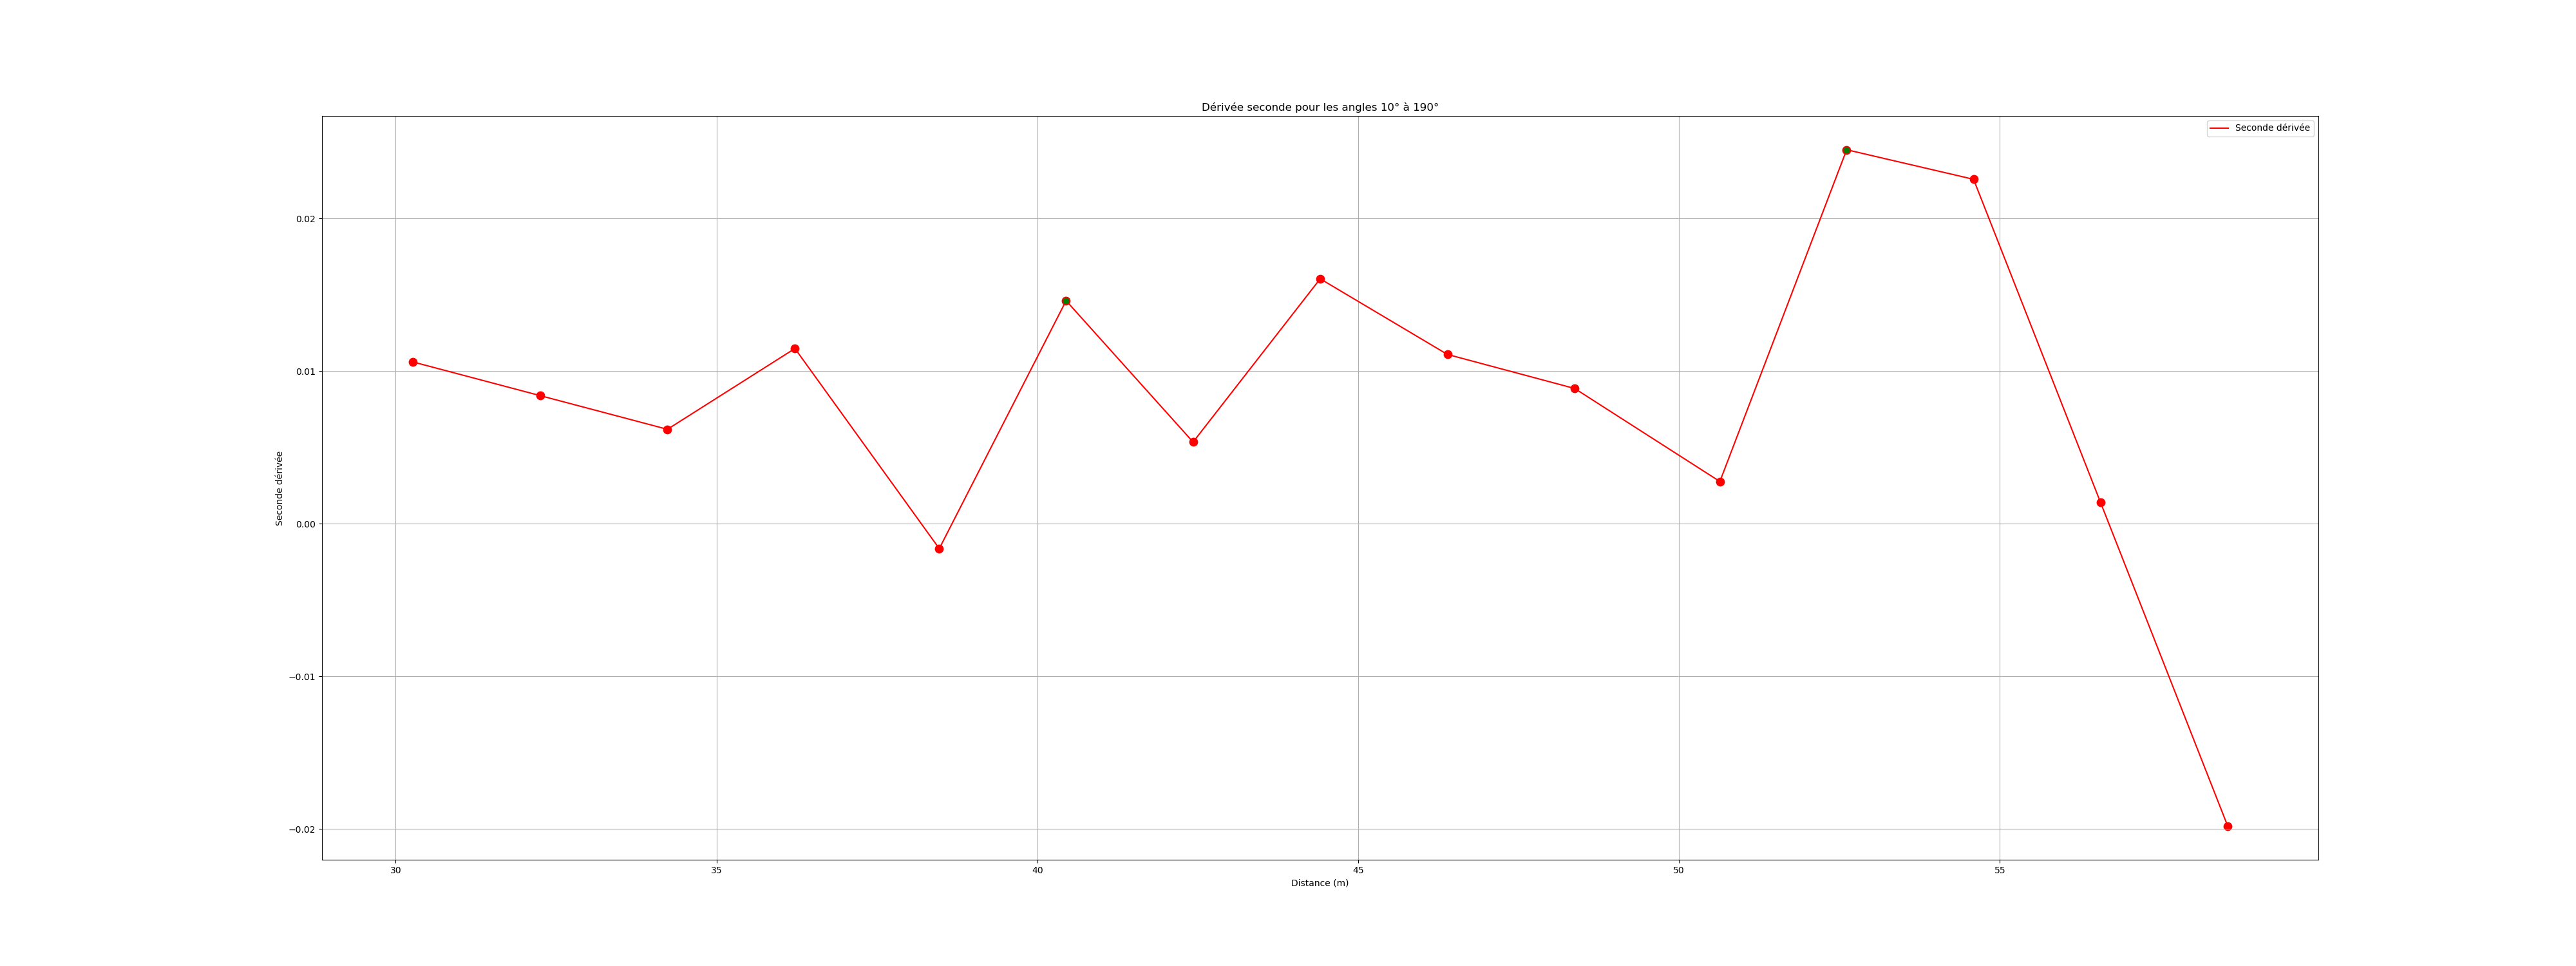 Dérivée seconde pour les angles 10° à 190°
Seconde dérivée
0.02
0.01
0.00
−0.01
−0.02
Seconde dérivée
30
35
40
45
50
55
Distance (m)